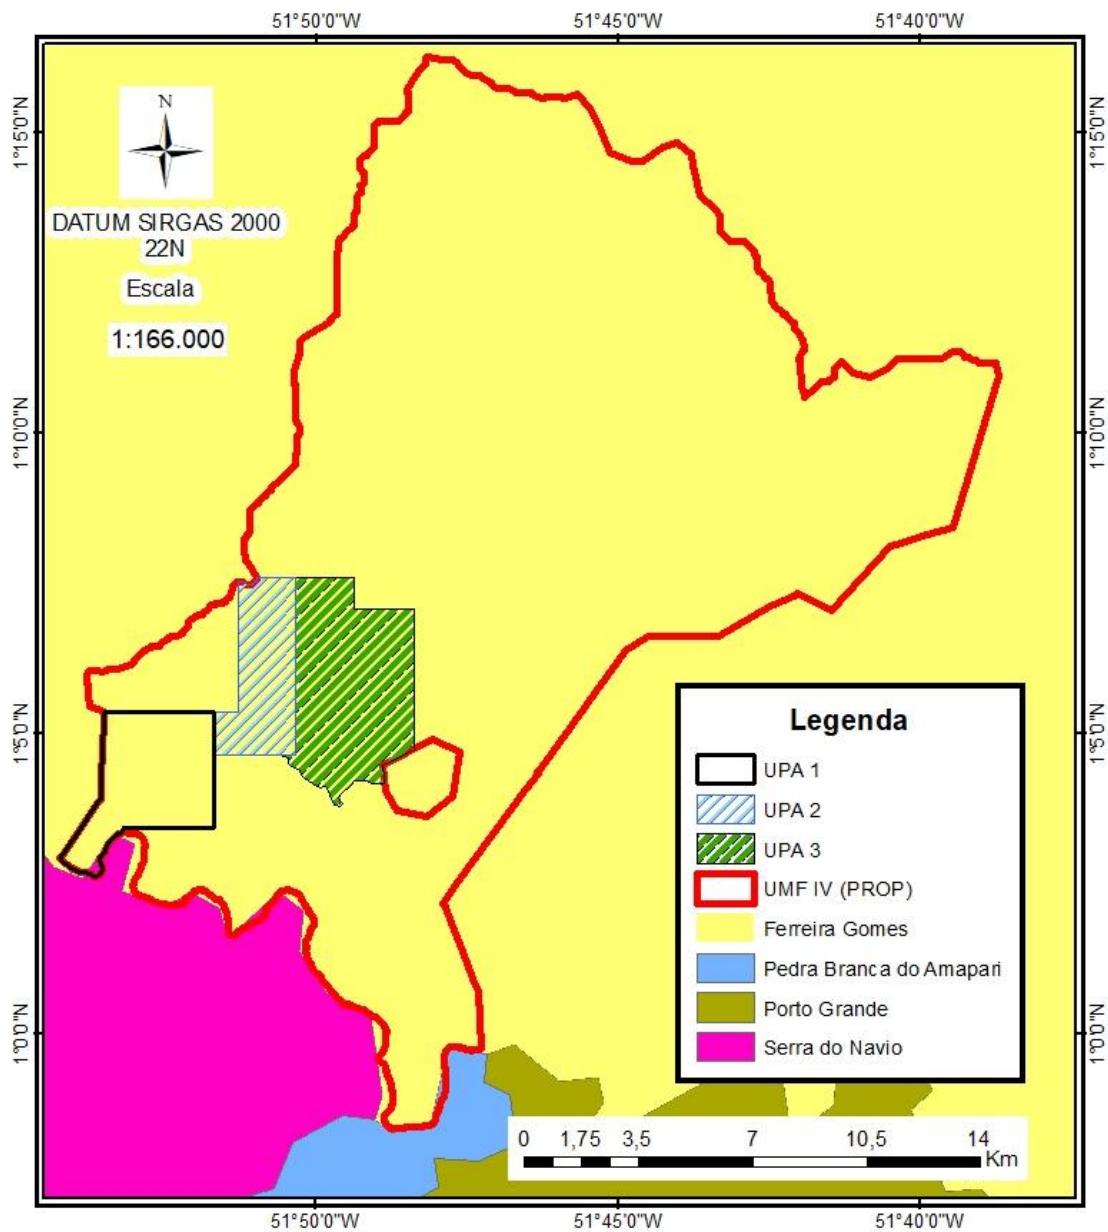 51°50'0"W 51°45'0"W 51°40'0"W
N
DATUM SIRGAS 2000
22N
Escala
1:166.000
1°15'0"N 1°15'0"N
1°10'0"N 1°10'0"N
1°5'0"N 1°5'0"N
1°0'0"N 1°0'0"N
Legenda
UPA 1
UPA 2
UPA 3
UMF IV (PROP)
Ferreira Gomes
Pedra Branca do Amapari
Porto Grande
Serra do Navio
0 1,75 3,5 7 10,5 14
Km
51°50'0"W 51°45'0"W 51°40'0"W